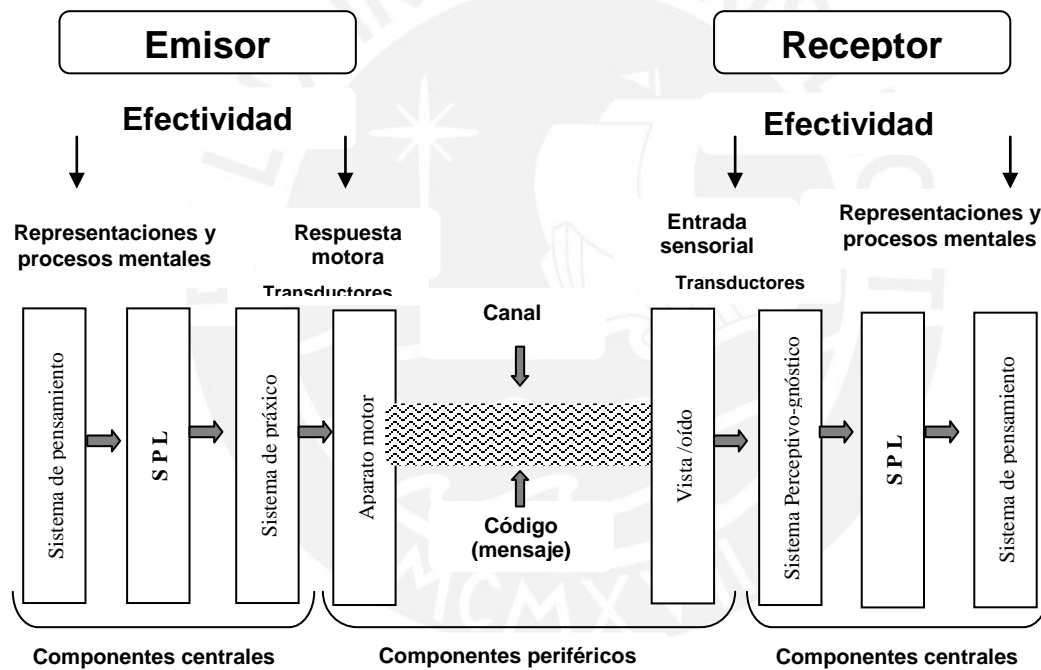 Emisor
Receptor
Efectividad
Efectividad
Representaciones y
procesos mentales
Respuesta
motora
Transductores
Entrada
sensorial
Transductores
Representaciones y
procesos mentales
Canal
Sistema de pensamiento
S P L
Sistema de práxico
Aparato motor
Código
(mensaje)
Vista /oído
Sistema Perceptivo-gnóstico
S P L
Sistema de pensamiento
Componentes centrales
Componentes periféricos
Componentes centrales
MCMXVII